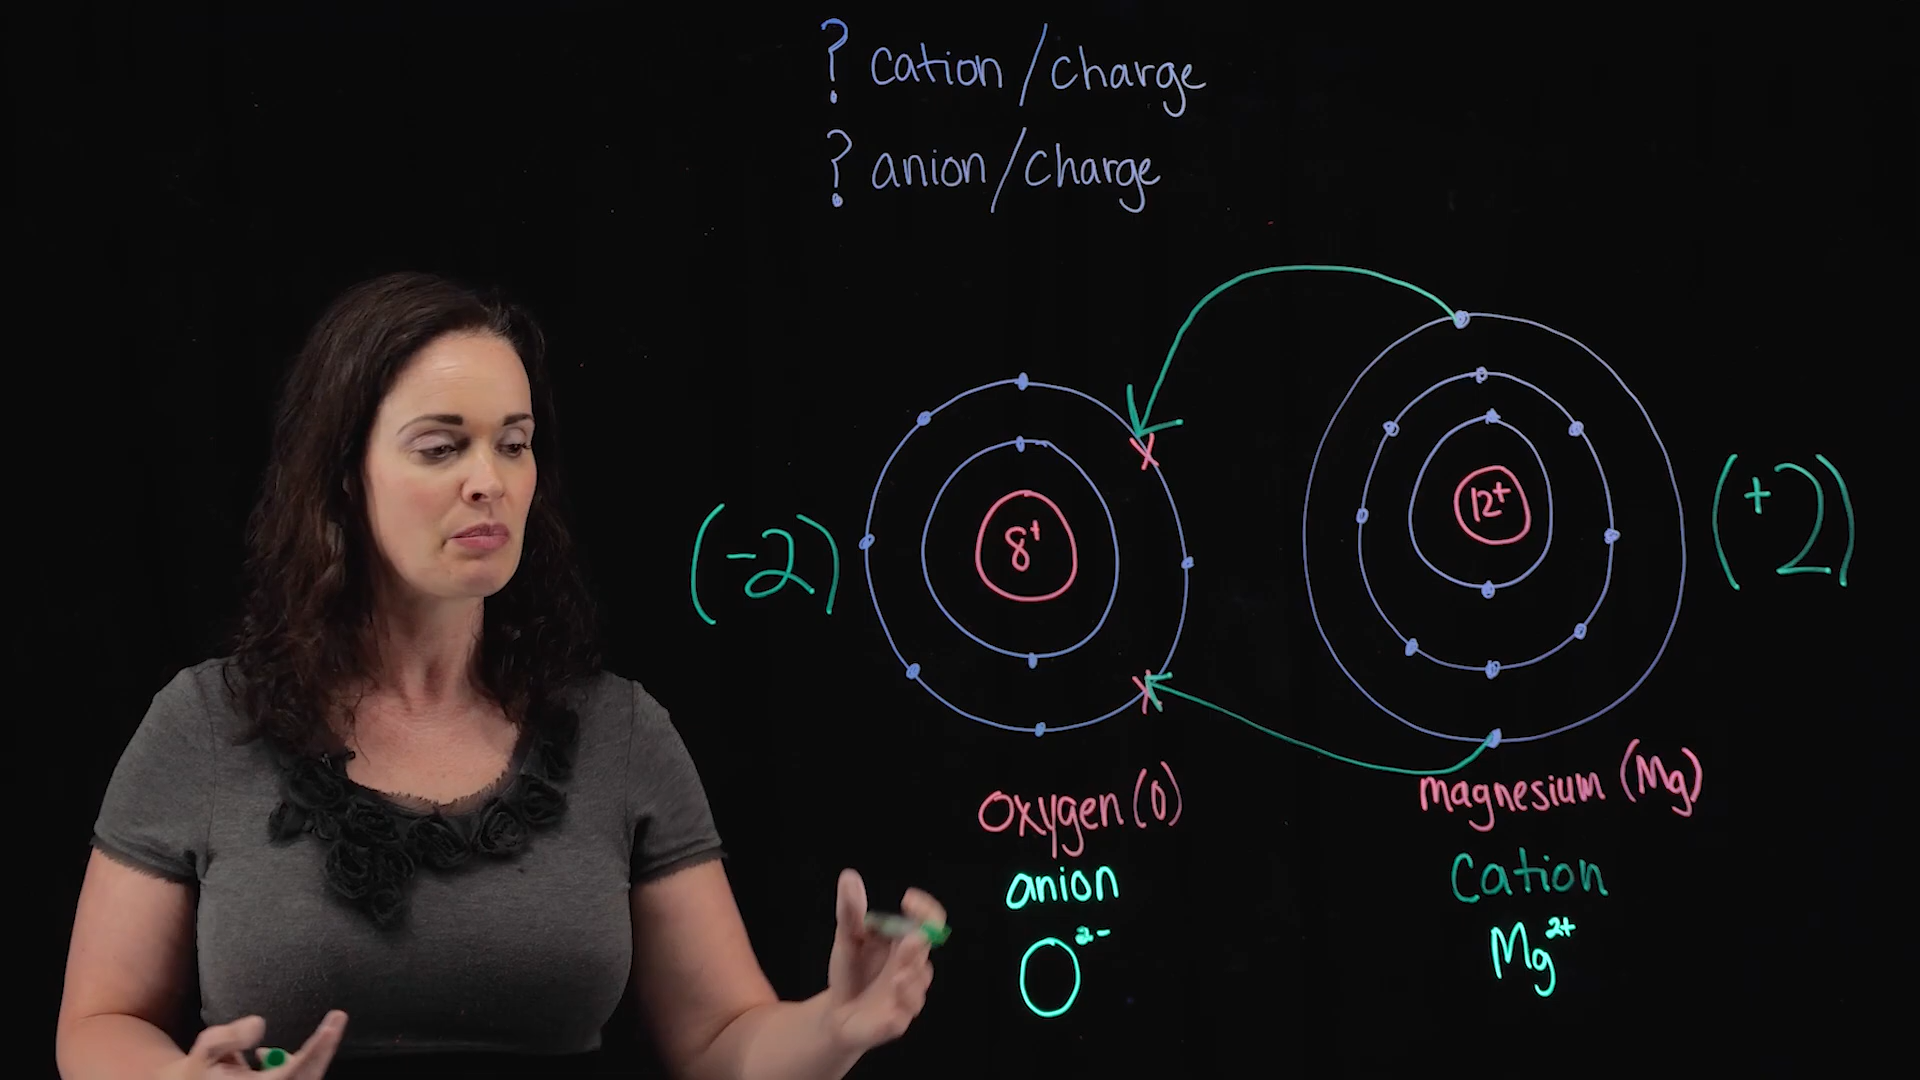 ? cation/charge
? anion/charge
(-2)
8+
12+
(+2)
oxygen (O)
magnesium (Mg)
anion
Cation
O²⁻
Mg²⁺